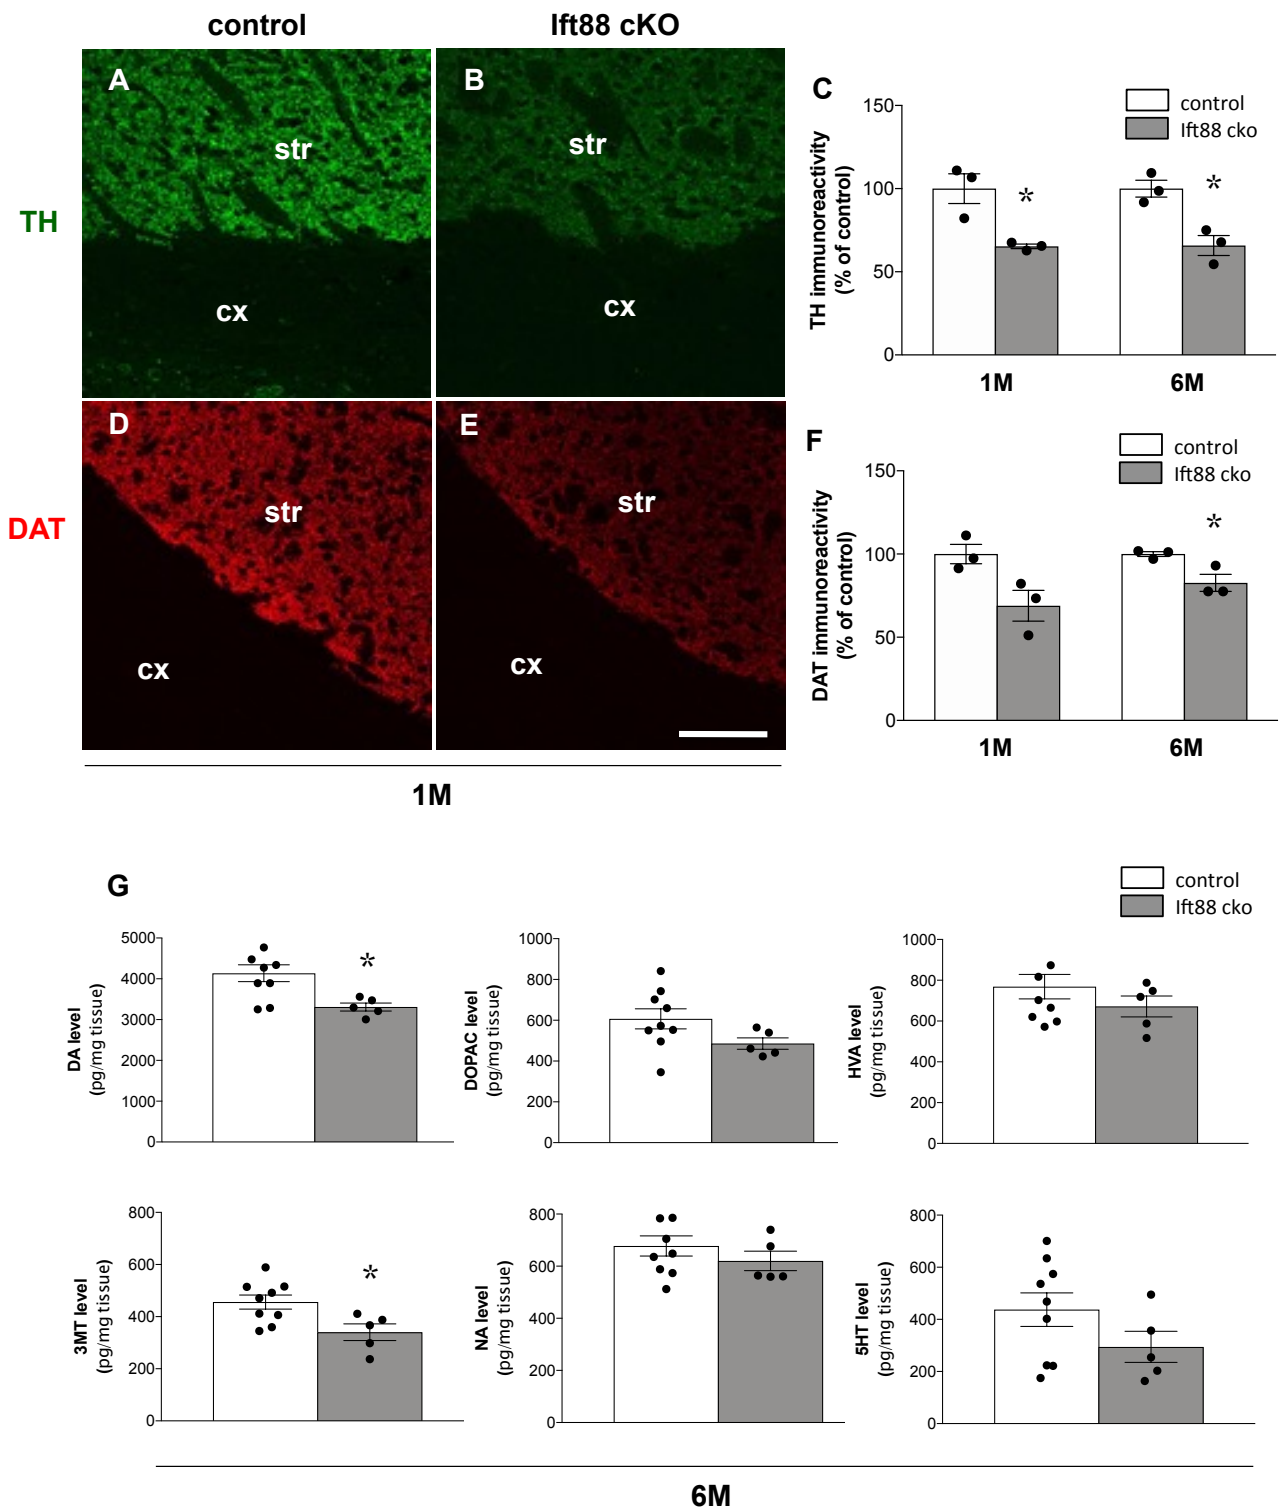 control
Ift88 cKO
A
B
str
str
TH
cx
cx
C
150
100
50
0
TH immunoreactivity
(% of control)
control
Ift88 cko
*
*
1M
6M
D
E
str
str
DAT
cx
cx
1M
F
150
100
50
0
DAT immunoreactivity
(% of control)
control
Ift88 cko
*
1M
6M
G
control
Ift88 cko
5000
4000
3000
2000
1000
0
DA level
(pg/mg tissue)
*
1000
800
600
400
200
0
DOPAC level
(pg/mg tissue)
1000
800
600
400
200
0
HVA level
(pg/mg tissue)
800
600
400
200
0
3MT level
(pg/mg tissue)
*
800
600
400
200
0
NA level
(pg/mg tissue)
800
600
400
200
0
5HT level
(pg/mg tissue)
6M